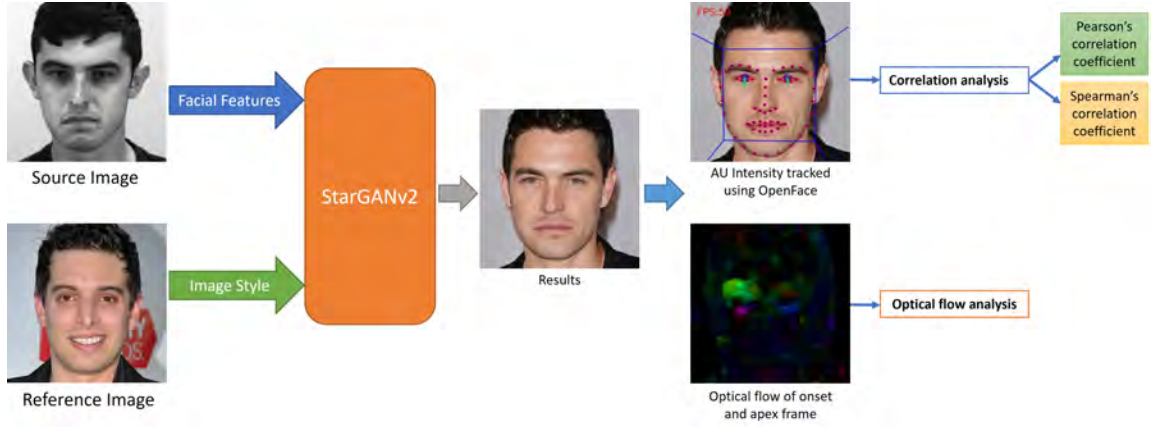 FPS:5
Pearson's
correlation
coefficient
Facial Features
Correlation analysis
Spearman's
correlation
coefficient
Source Image
AU Intensity tracked
using OpenFace
StarGANv2
Image Style
Results
Optical flow analysis
Reference Image
Optical flow of onset
and apex frame